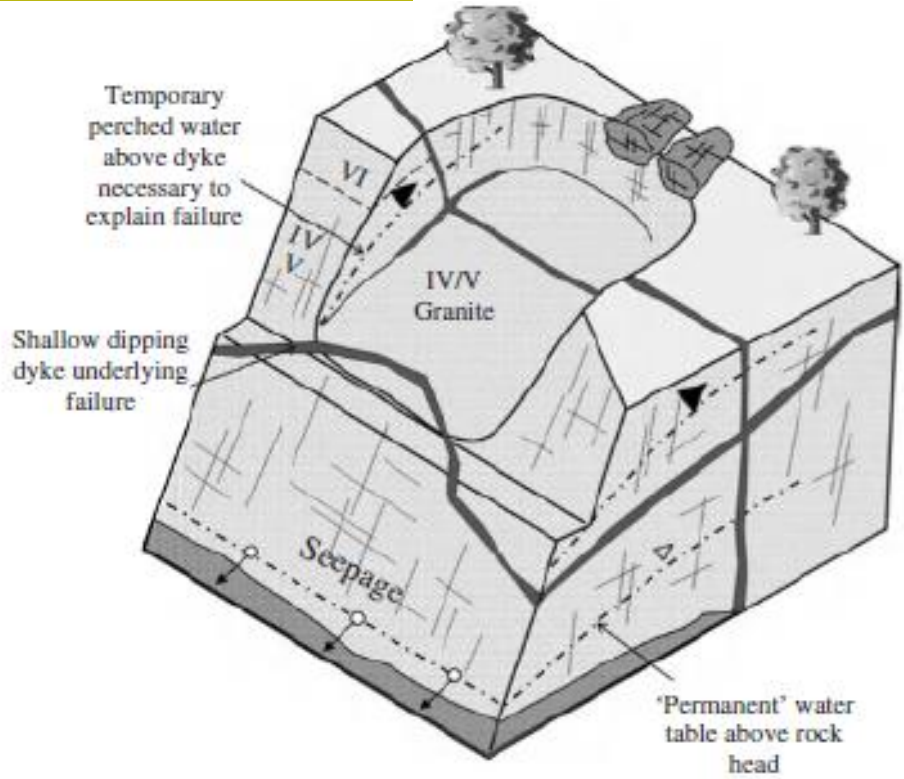 Temporary
perched water
above dyke
necessary to
explain failure
VI
IV
V
IV/V
Granite
Shallow dipping
dyke underlying
failure
Seepage
‘Permanent’ water
table above rock
head